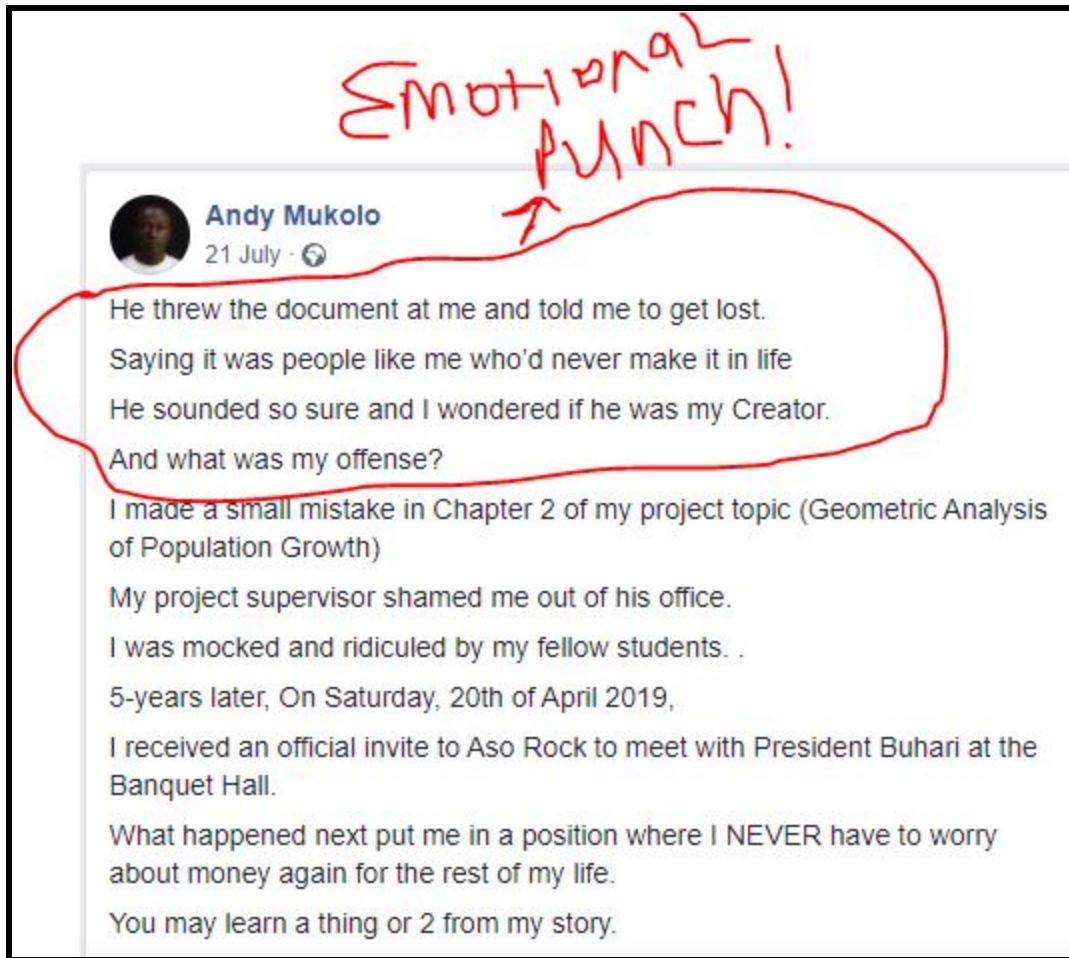 Emotional
punch!
Andy Mukolo
21 July ·
He threw the document at me and told me to get lost.
Saying it was people like me who'd never make it in life
He sounded so sure and I wondered if he was my Creator.
And what was my offense?
I made a small mistake in Chapter 2 of my project topic (Geometric Analysis
of Population Growth)
My project supervisor shamed me out of his office.
I was mocked and ridiculed by my fellow students. .
5-years later, On Saturday, 20th of April 2019,
I received an official invite to Aso Rock to meet with President Buhari at the
Banquet Hall.
What happened next put me in a position where I NEVER have to worry
about money again for the rest of my life.
You may learn a thing or 2 from my story.